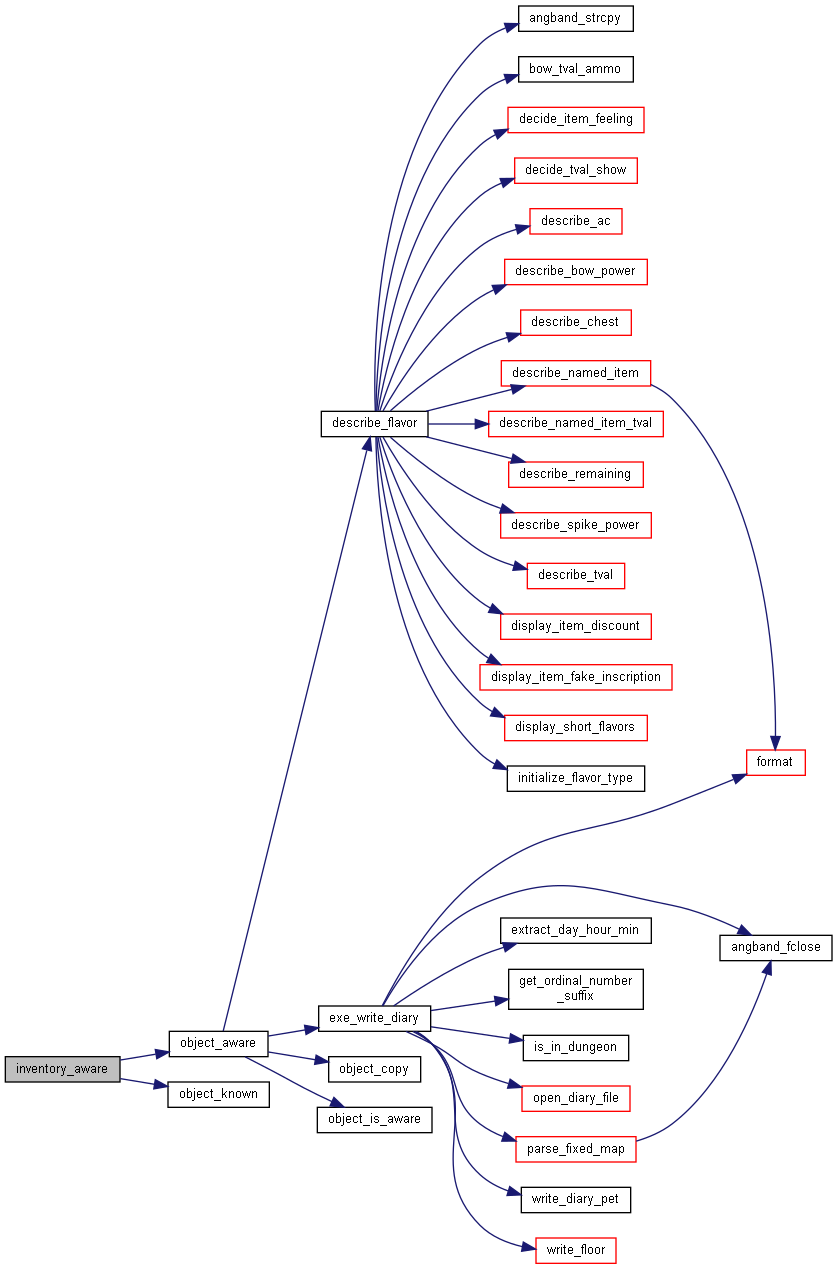 angband_strcpy
bow_tval_ammo
decide_item_feeling
decide_tval_show
describe_ac
describe_bow_power
describe_chest
describe_named_item
describe_flavor
describe_named_item_tval
describe_remaining
describe_spike_power
describe_tval
display_item_discount
display_item_fake_inscription
display_short_flavors
format
initialize_flavor_type
extract_day_hour_min
angband_fclose
get_ordinal_number
_suffix
exe_write_diary
object_aware
is_in_dungeon
inventory_aware
object_copy
object_known
open_diary_file
object_is_aware
parse_fixed_map
write_diary_pet
write_floor